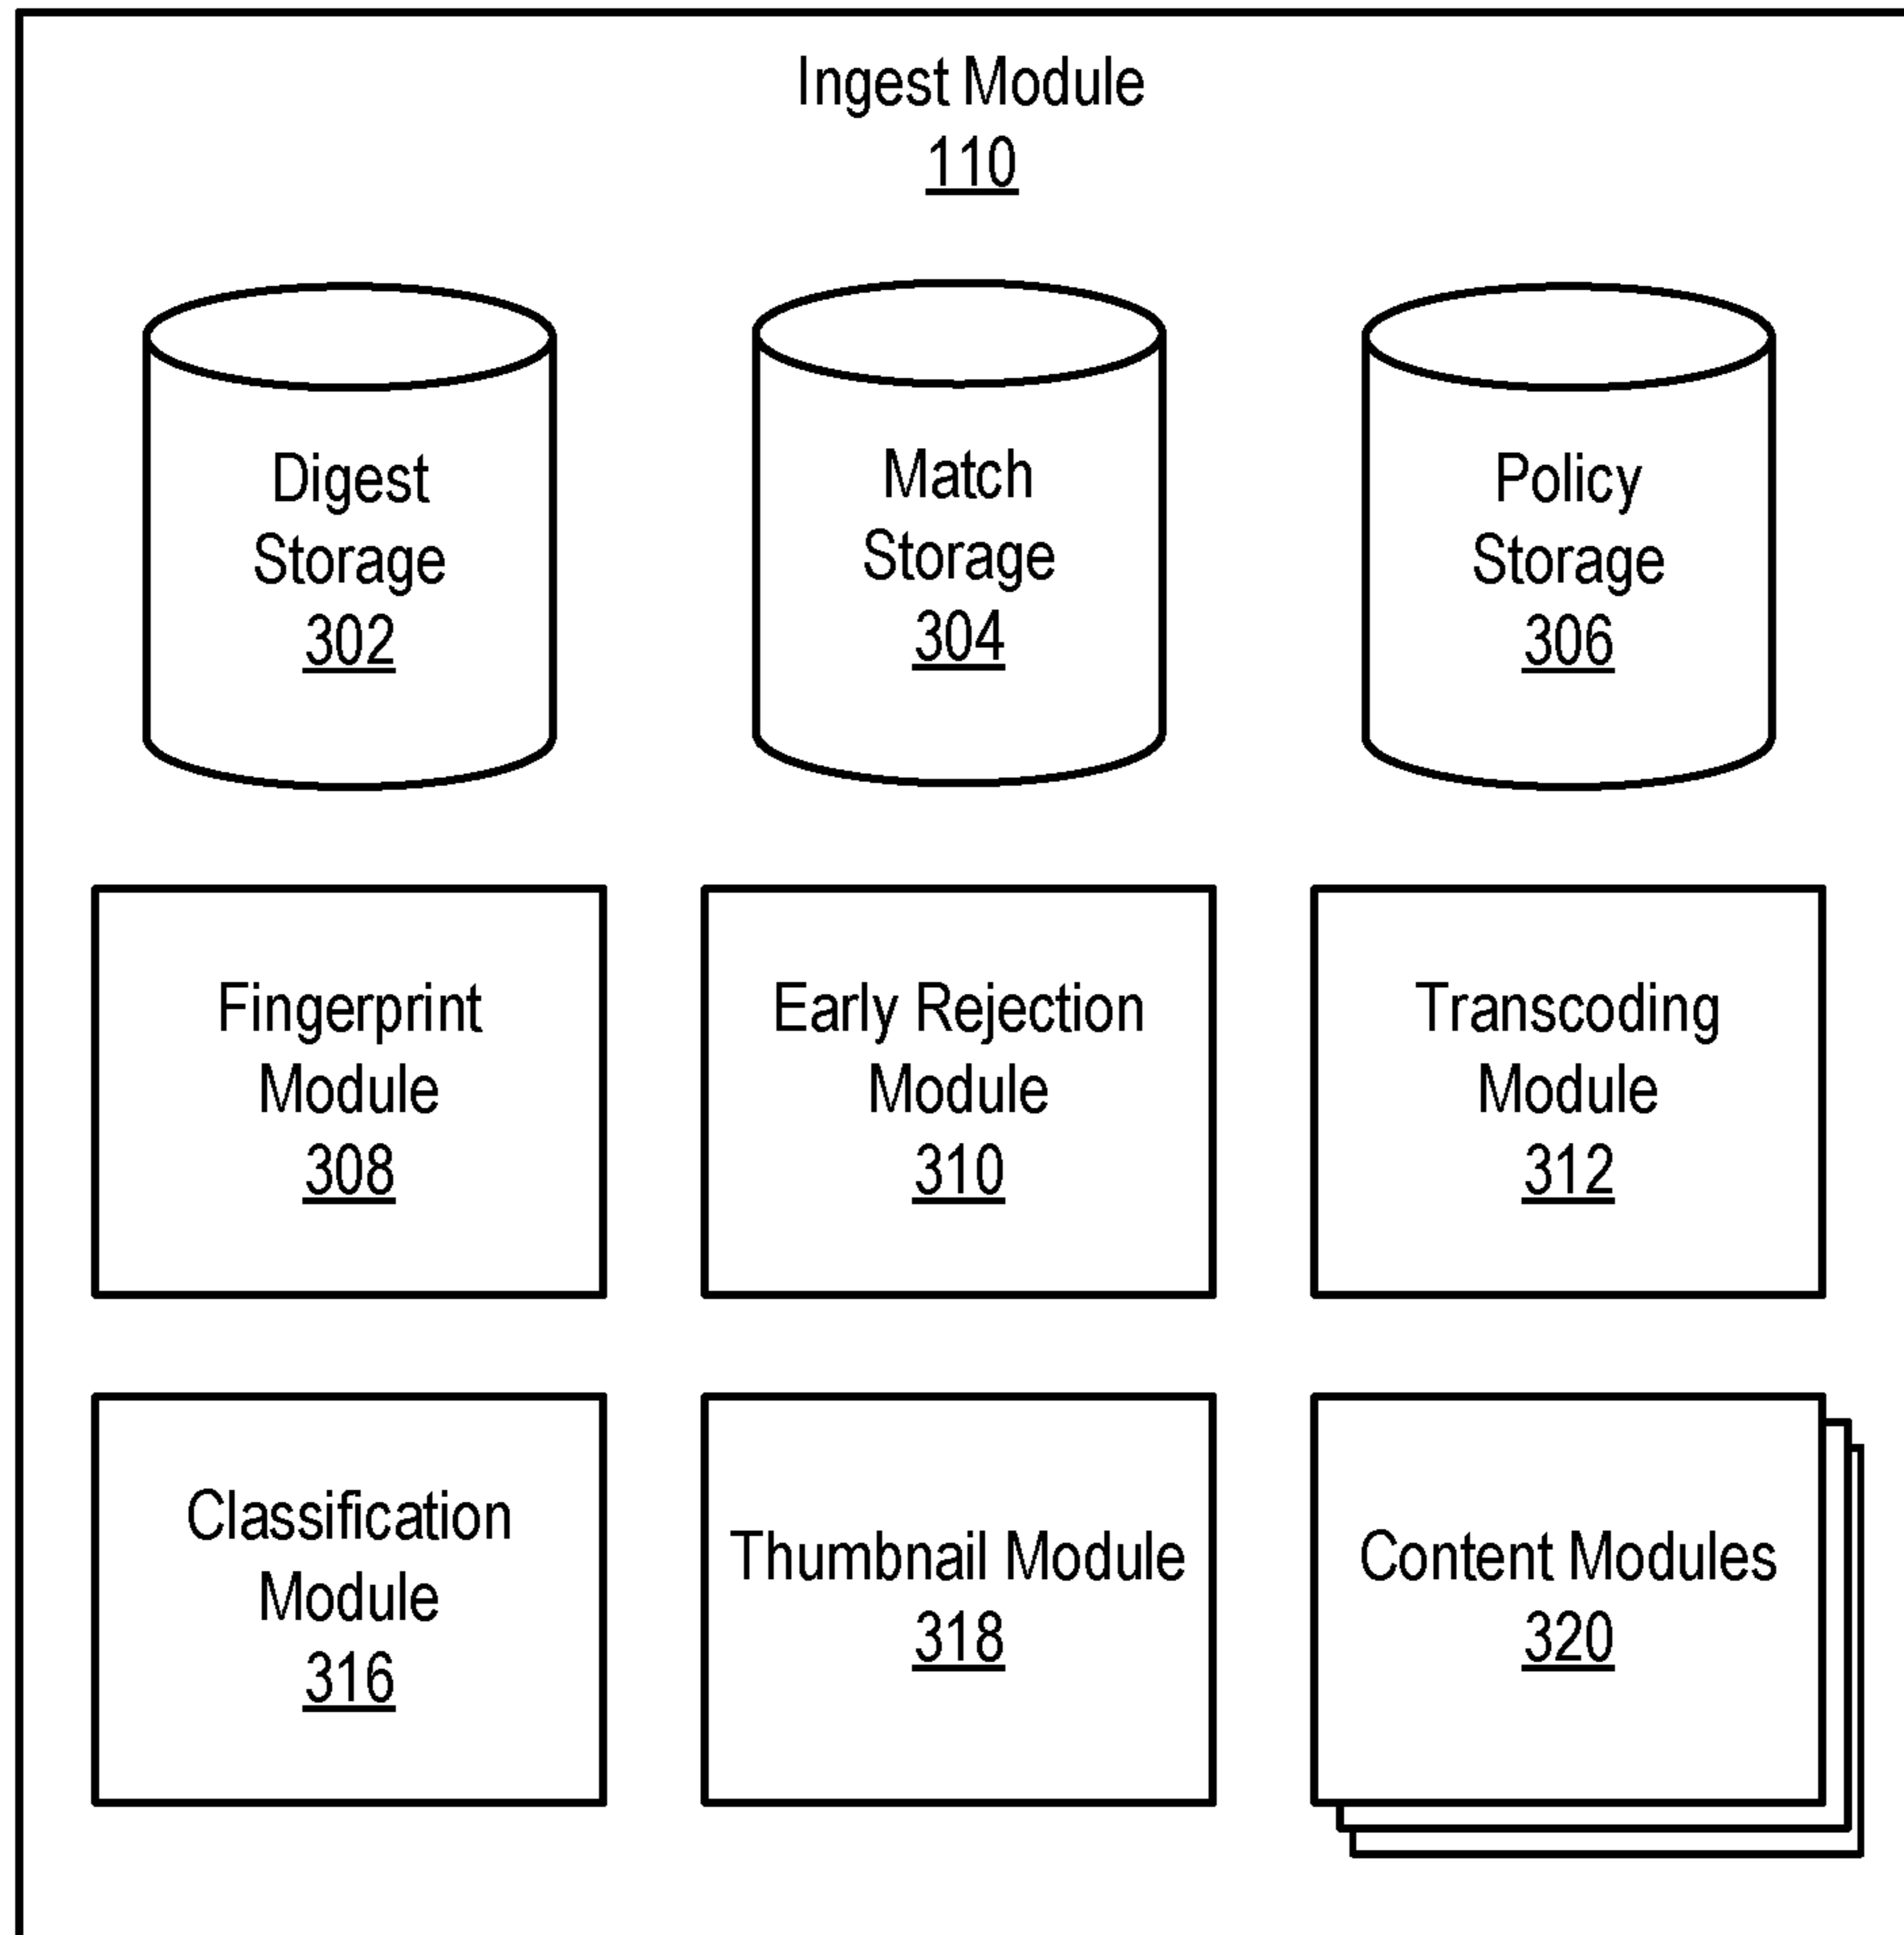 Ingest Module
110
Digest
Storage
302
Match
Storage
304
Policy
Storage
306
Fingerprint
Module
308
Early Rejection
Module
310
Transcoding
Module
312
Classification
Module
316
Thumbnail Module
318
Content Modules
320